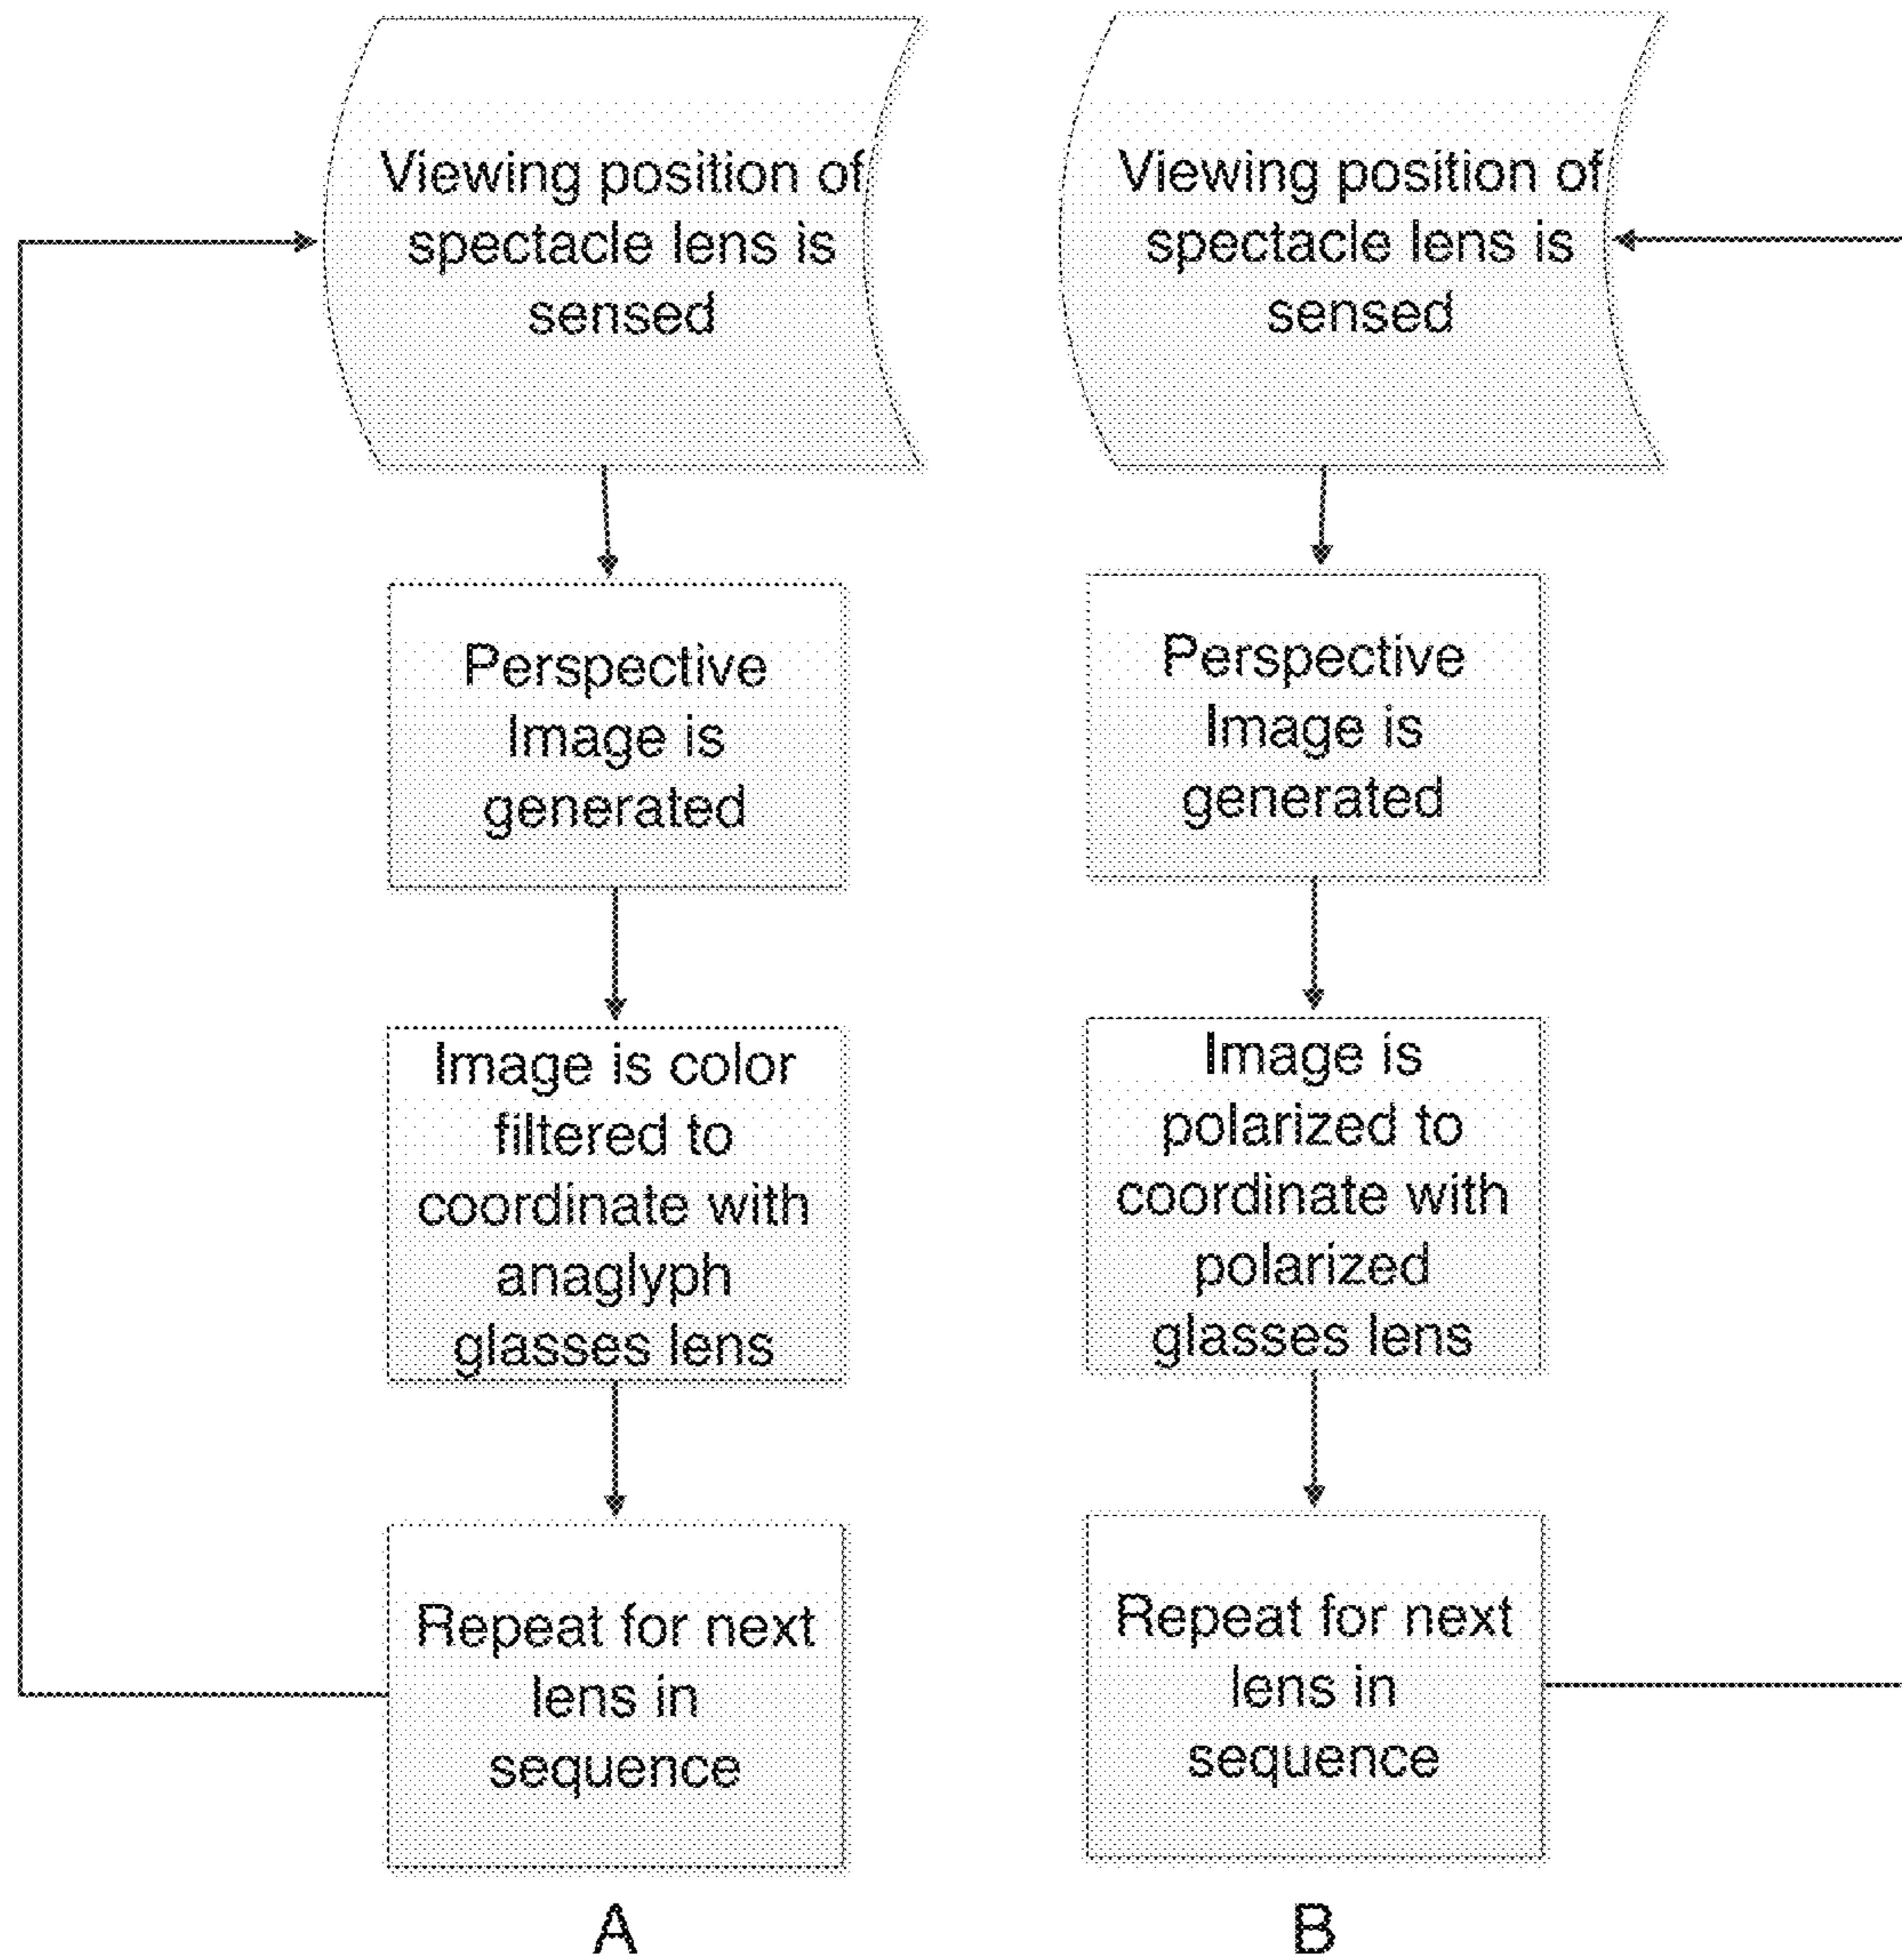 Viewing position of
spectacle lens is
sensed
Perspective
Image is
generated
Image is color
filtered to
coordinate with
anaglyph
glasses lens
Repeat for next
lens in
sequence
A
Viewing position of
spectacle lens is
sensed
Perspective
Image is
generated
Image is
polarized to
coordinate with
polarized
glasses lens
Repeat for next
lens in
sequence
B